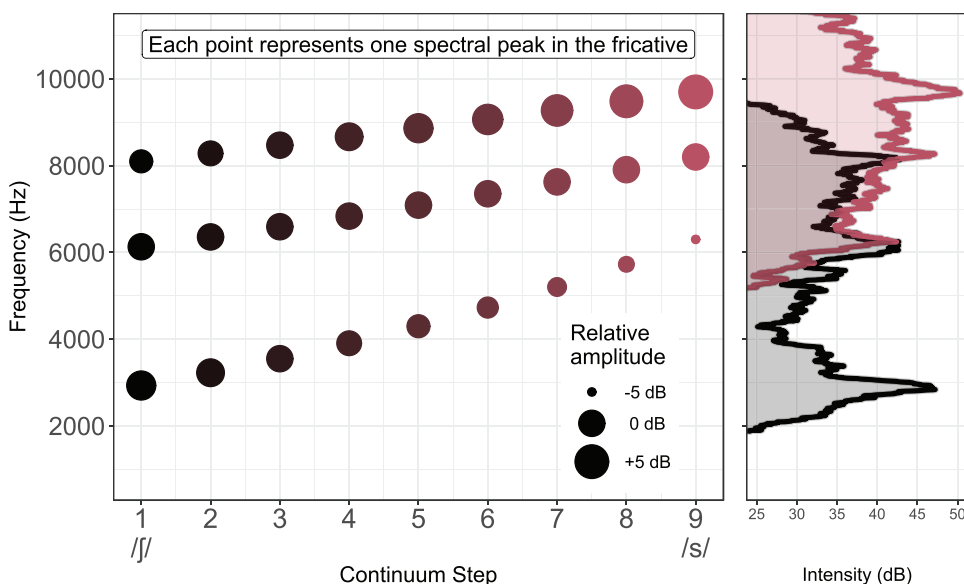 Each point represents one spectral peak in the fricative
Frequency (Hz)
10000
8000
6000
4000
2000
Relative
amplitude
-5 dB
0 dB
+5 dB
1 2 3 4 5 6 7 8 9
/ʃ/ /s/
Continuum Step
25 30 35 40 45 50
Intensity (dB)